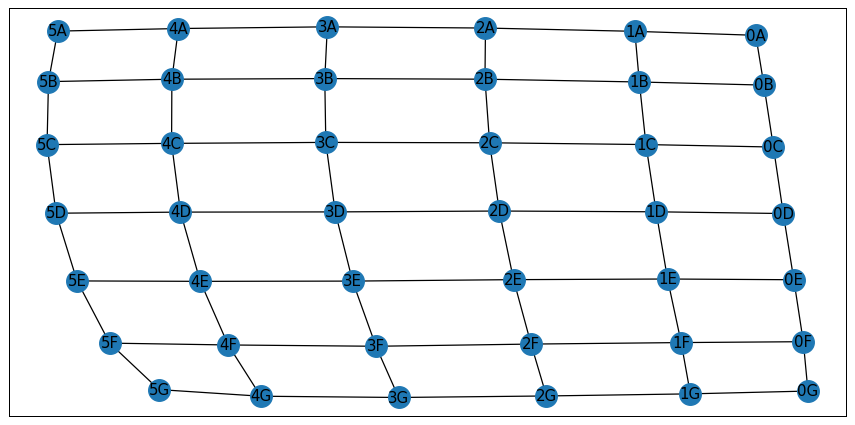 5A 4A 3A 2A 1A 0A
5B 4B 3B 2B 1B 0B
5C 4C 3C 2C 1C 0C
5D 4D 3D 2D 1D 0D
5E 4E 3E 2E 1E 0E
5F 4F 3F 2F 1F 0F
5G 4G 3G 2G 1G 0G